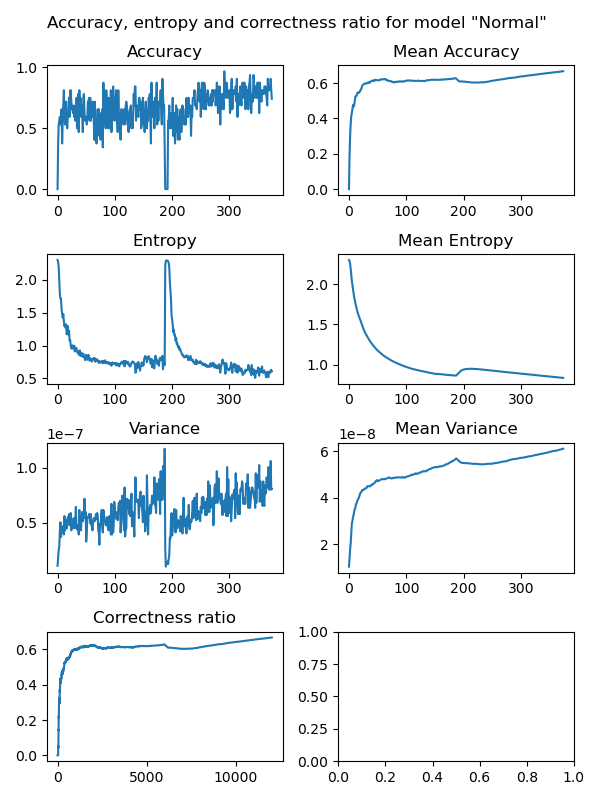 Accuracy, entropy and correctness ratio for model "Normal"
Accuracy
Mean Accuracy
1.0
0.5
0.0
0 100 200 300
0.6
0.4
0.2
0.0
0 100 200 300
Entropy
Mean Entropy
2.0
1.5
1.0
0.5
0 100 200 300
2.0
1.5
1.0
0 100 200 300
Variance
Mean Variance
1e−7
1.0
0.5
0 100 200 300
1e−8
6
4
2
0 100 200 300
Correctness ratio
0.6
0.4
0.2
0.0
0 5000 10000
1.00
0.75
0.50
0.25
0.00
0.0 0.2 0.4 0.6 0.8 1.0